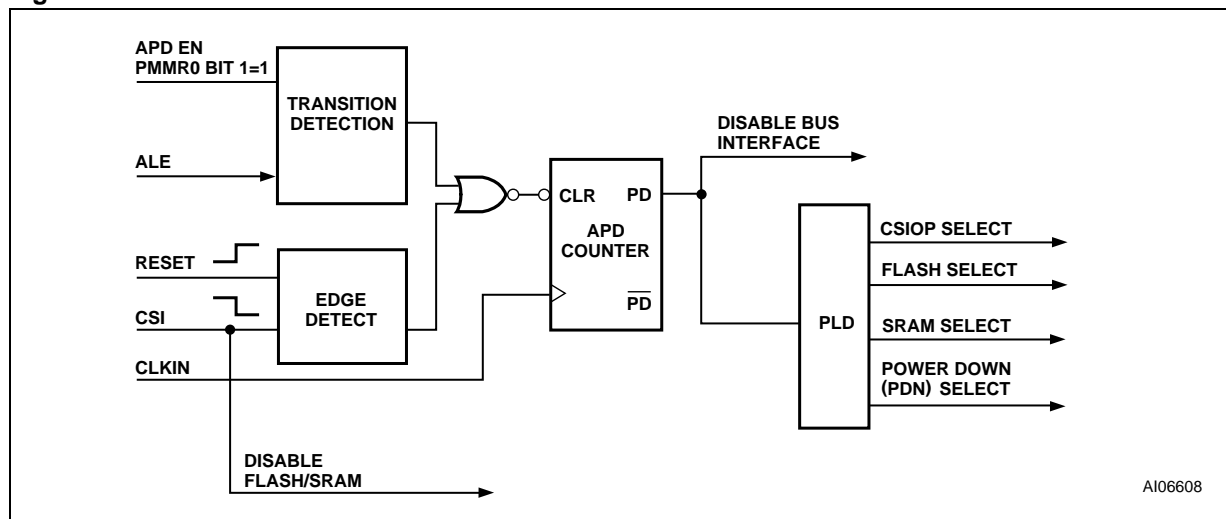 APD EN
PMMR0 BIT 1=1
TRANSITION
DETECTION
ALE
RESET
CSI
EDGE
DETECT
CLKIN
DISABLE
FLASH/SRAM
CLR
PD
APD
COUNTER
PD
DISABLE BUS
INTERFACE
PLD
CSIOP SELECT
FLASH SELECT
SRAM SELECT
POWER DOWN
(PDN) SELECT
AI06608